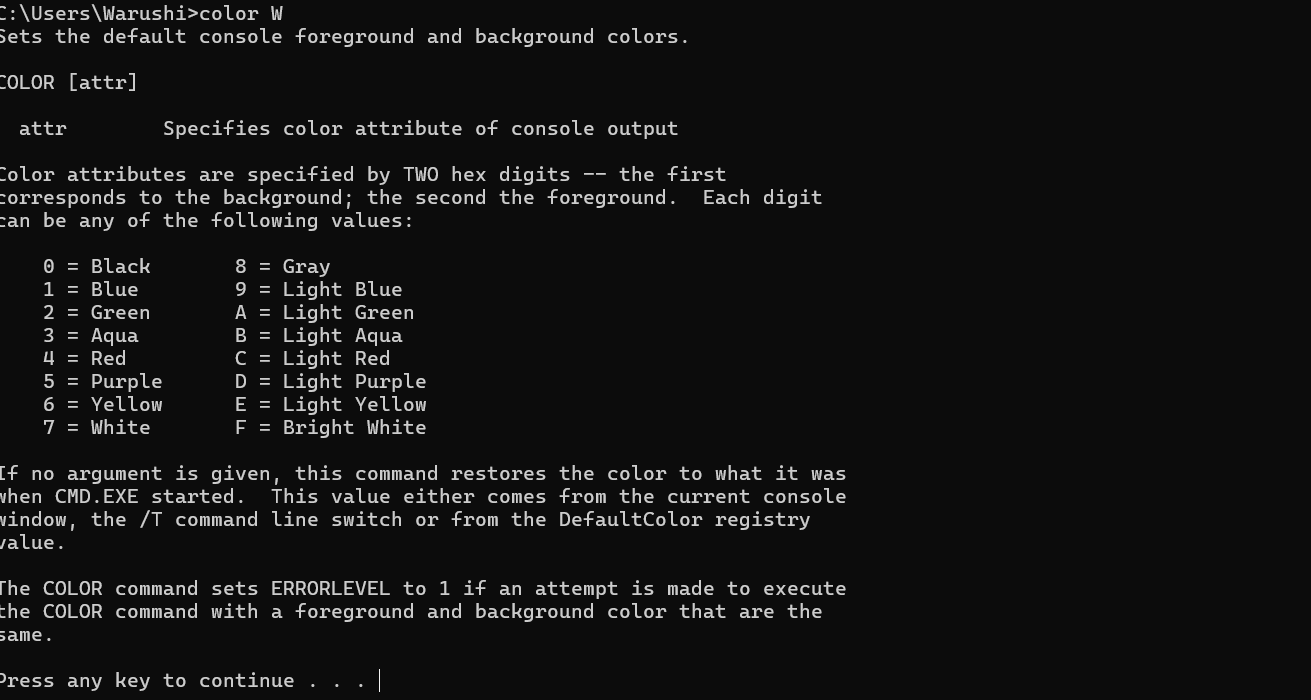 C:\Users\Warushi>color W
Sets the default console foreground and background colors.
COLOR [attr]
attr        Specifies color attribute of console output
Color attributes are specified by TWO hex digits -- the first
corresponds to the background; the second the foreground.  Each digit
can be any of the following values:
0 = Black       8 = Gray
1 = Blue        9 = Light Blue
2 = Green       A = Light Green
3 = Aqua        B = Light Aqua
4 = Red         C = Light Red
5 = Purple      D = Light Purple
6 = Yellow      E = Light Yellow
7 = White       F = Bright White
If no argument is given, this command restores the color to what it was
when CMD.EXE started.  This value either comes from the current console
window, the /T command line switch or from the DefaultColor registry
value.
The COLOR command sets ERRORLEVEL to 1 if an attempt is made to execute
the COLOR command with a foreground and background color that are the
same.
Press any key to continue . . .